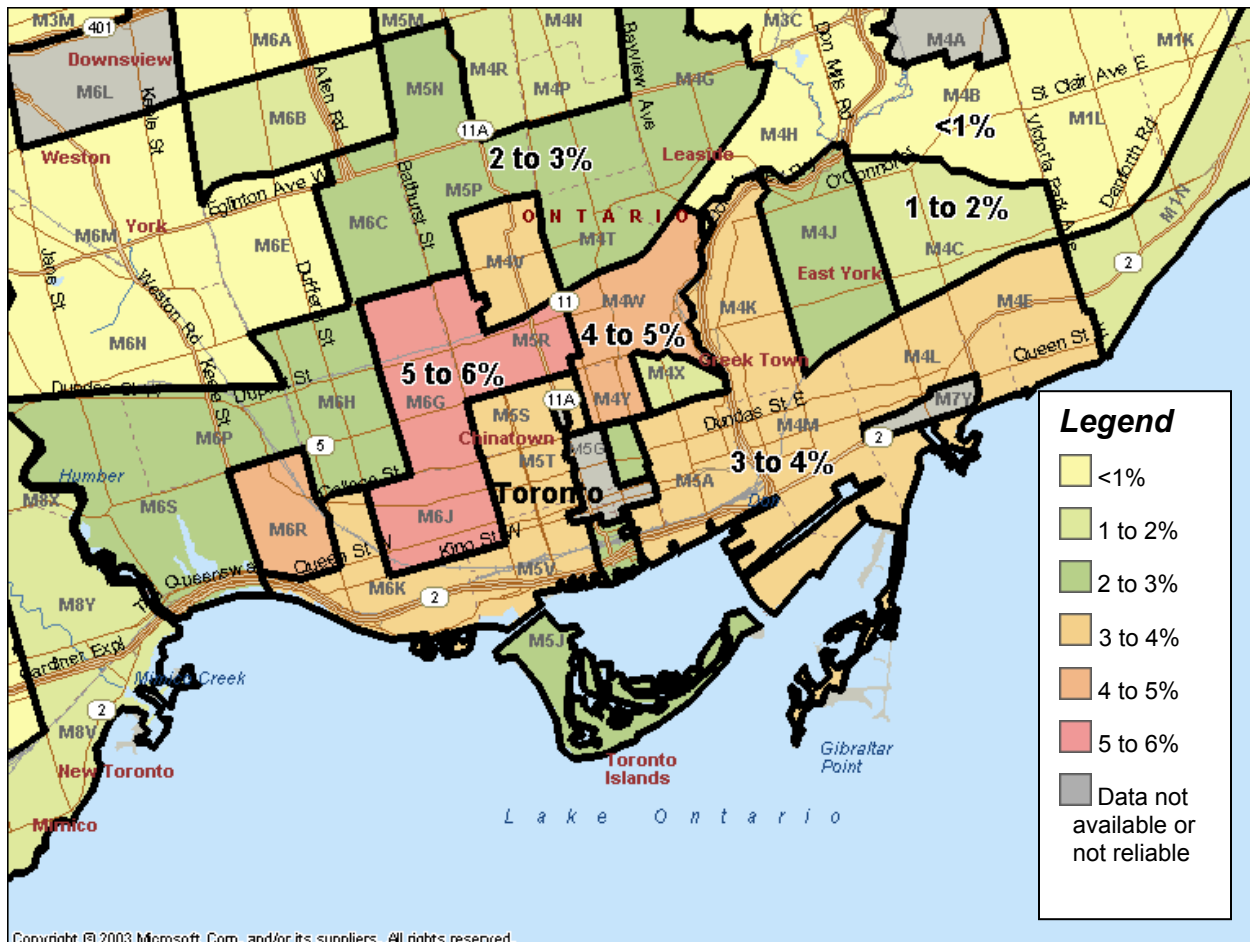 M3M
401
M5M
M4N
M3C
M4A
M1K
M6A
M4R
Downsview
M6L
Keele St
Allen Rd
M5N
M4P
Bayview Ave
M4G
Don Mills Rd
M4B
St Clair Ave E
M6B
11A
M4H
<1%
M1L
Weston
2 to 3%
Leaside
Victoria Park Ave
Danforth Rd
Eglinton Ave W
Bathurst St
M5P
O'Connor
M1N
York
M6M
M6C
ONTARIO
1 to 2%
M6E
M4T
M4J
M4C
Jane St
M4V
East York
2
Weston Rd
Dufferin St
M4W
M4K
11
M4E
M6N
M5R
4 to 5%
Queen St
Keele St
Greek Town
M4L
Dundas St W
Dupont St
5 to 6%
M4X
M6H
M6G
M4Y
M7Y
M5S
11A
Dundas St E
M6P
5
Chinatown
M4M
2
Humber
College St
M5T
M5G
3 to 4%
M8X
M6S
Toronto
M5A
Don
M6R
M6J
Queen St W
King St W
M5V
Queensw
M6K
2
M8Y
M5J
Gardiner Expl
Mimico Creek
2
M8V
New Toronto
Toronto
Islands
Gibraltar
Point
Mimico
Lake Ontario
Legend
<1%
1 to 2%
2 to 3%
3 to 4%
4 to 5%
5 to 6%
Data not
available or
not reliable
Copyright © 2003 Microsoft Corp. and/or its suppliers. All rights reserved.